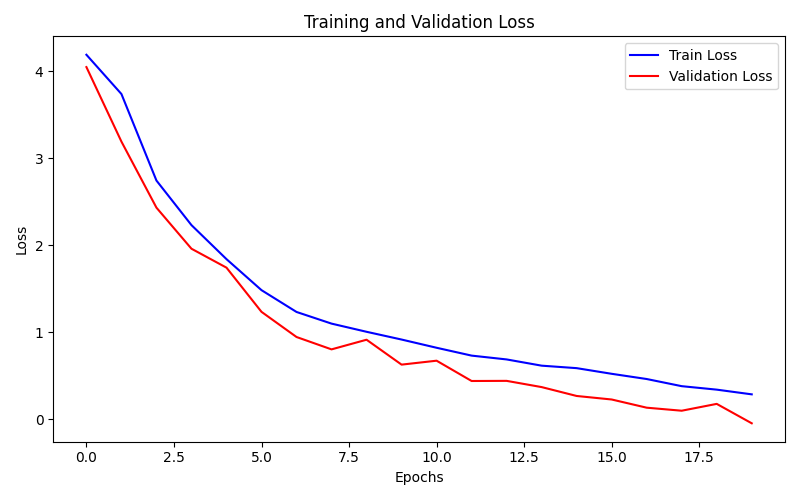 Training and Validation Loss
Train Loss
Validation Loss
4
3
2
1
0
Loss
0.0 2.5 5.0 7.5 10.0 12.5 15.0 17.5
Epochs